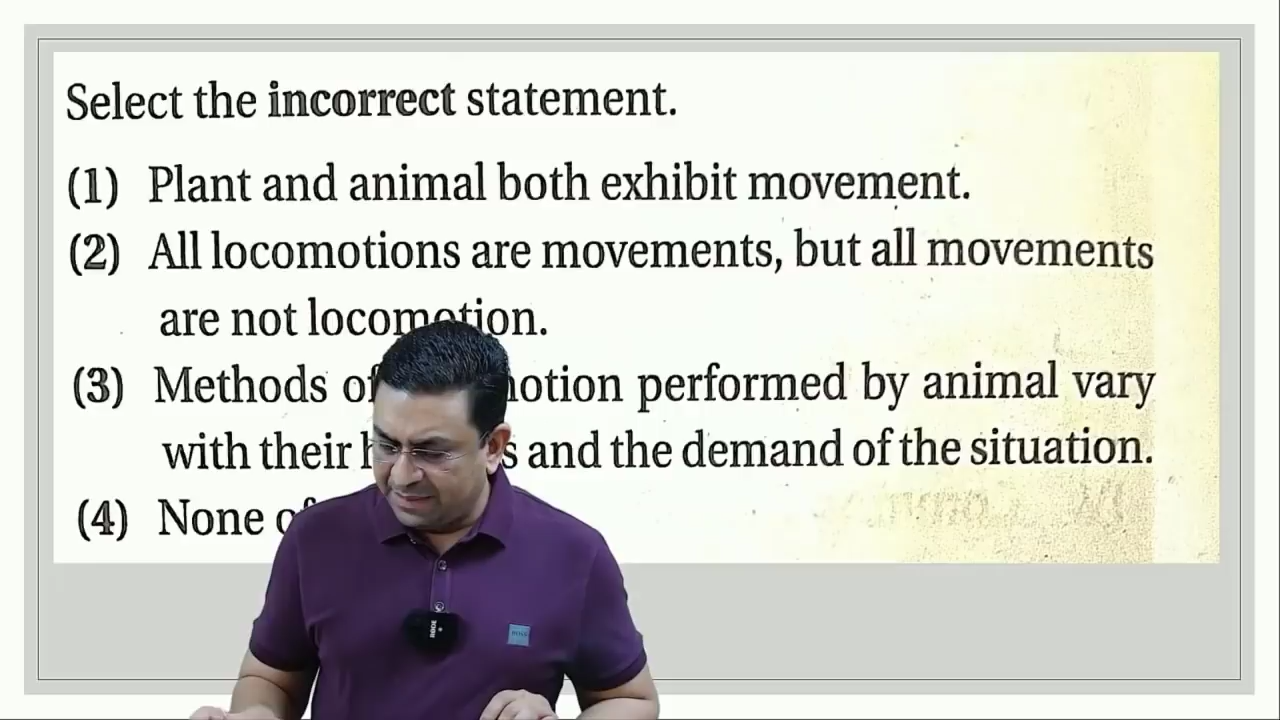 Select the incorrect statement.
(1) Plant and animal both exhibit movement.
(2) All locomotions are movements, but all movements
are not locomotion.
(3) Methods of performed by animal vary
with their and the demand of the situation.
(4) None
RODE
BOSS